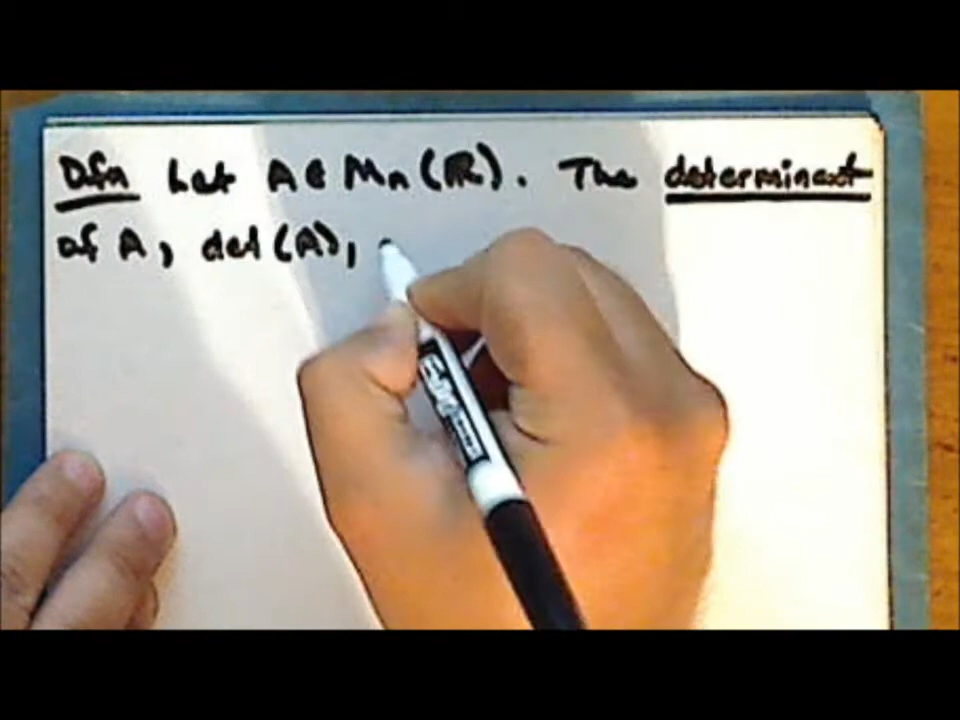 Dfn Let A ∈ Mn(ℝ). The determinant
of A, det(A),